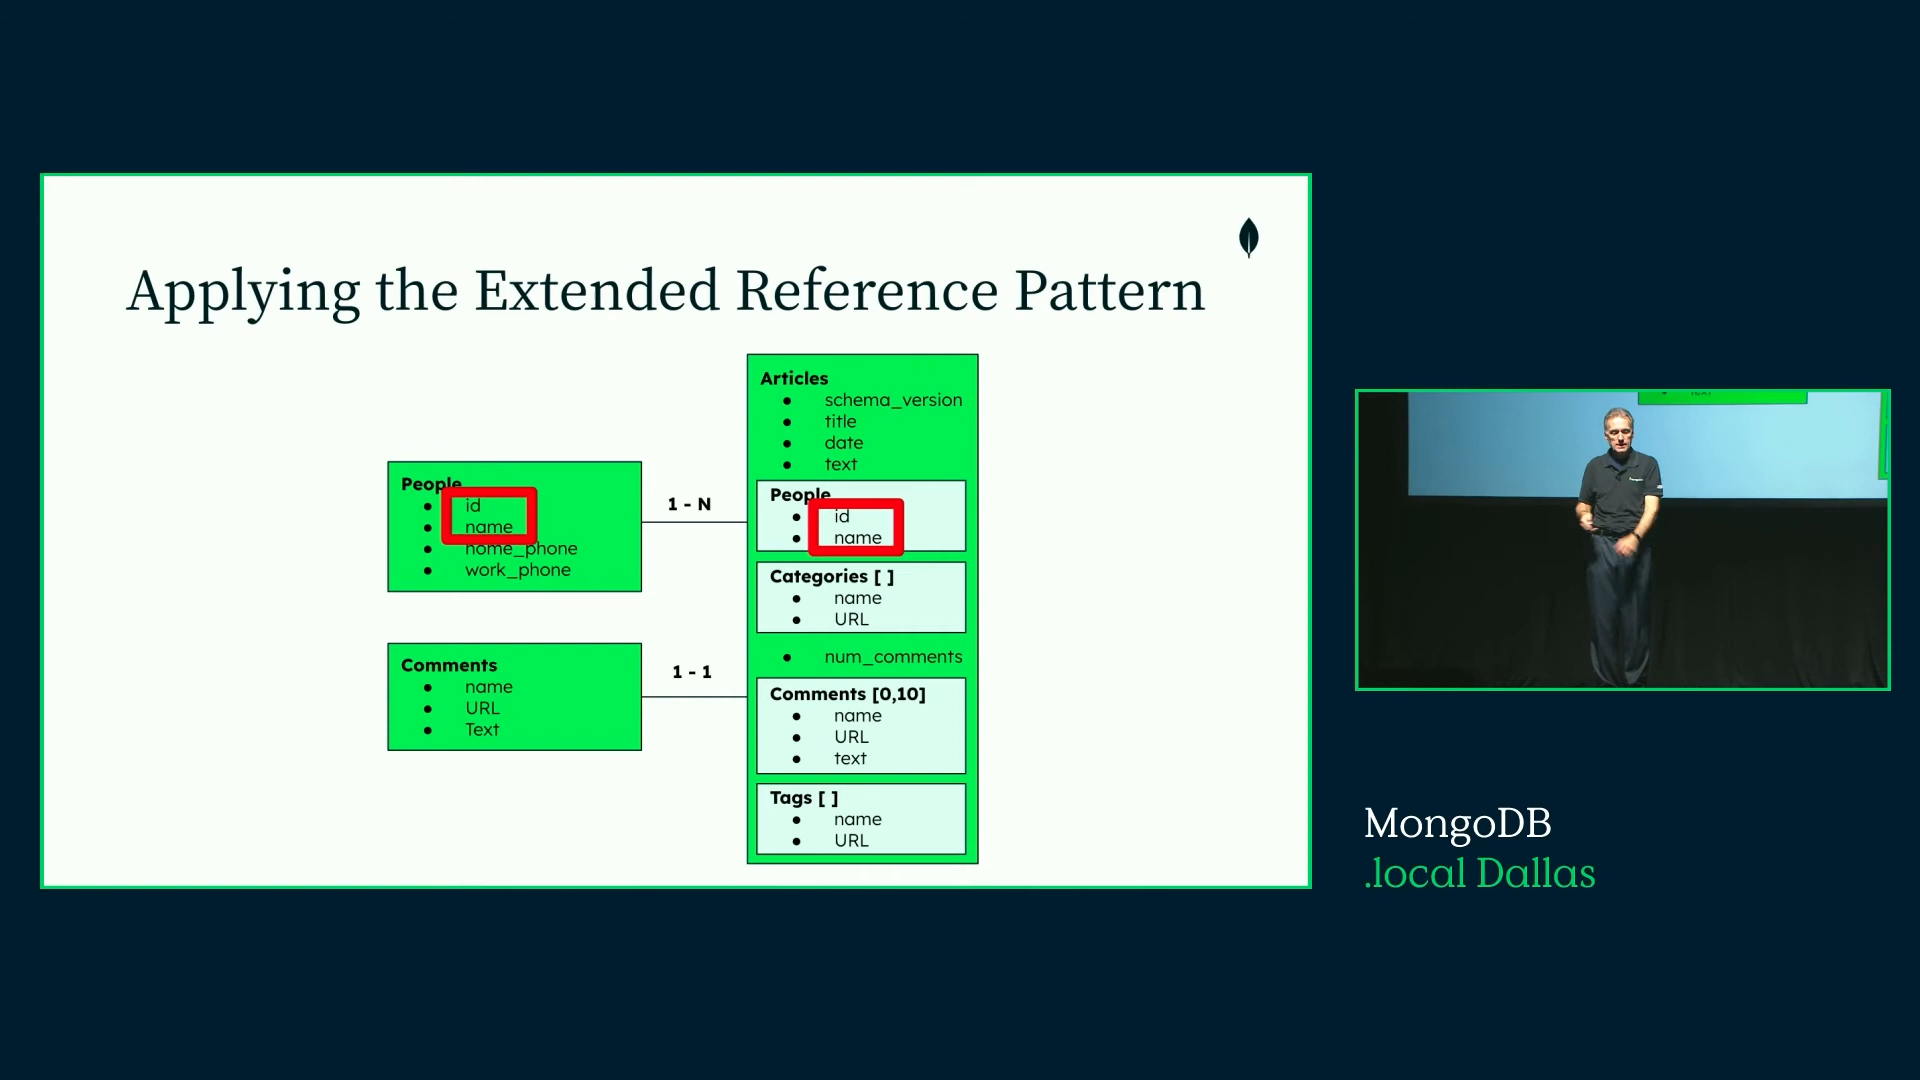 Applying the Extended Reference Pattern
People
id
name
home_phone
work_phone
1 - N
Comments
name
URL
Text
1 - 1
Articles
schema_version
title
date
text
People
id
name
Categories [ ]
name
URL
num_comments
Comments [0,10]
name
URL
text
Tags [ ]
name
URL
MongoDB
.local Dallas